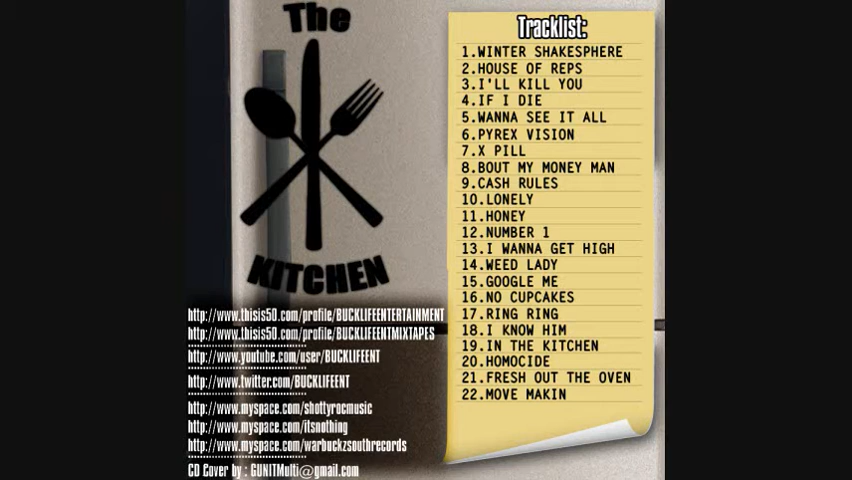 The
KITCHEN
http://www.thisis50.com/profile/BUCKLIFEENTERTAINMENT
http://www.thisis50.com/profile/BUCKLIFEENTMIXTAPES
http://www.youtube.com/user/BUCKLIFEENT
http://www.twitter.com/BUCKLIFEENT
http://www.myspace.com/shottyrocmusic
http://www.myspace.com/itsnothing
http://www.myspace.com/warbuckzsouthrecords
CD Cover by : GUNITMulti@gmail.com
Tracklist:
1.WINTER SHAKESPHERE
2.HOUSE OF REPS
3.I'LL KILL YOU
4.IF I DIE
5.WANNA SEE IT ALL
6.PYREX VISION
7.X PILL
8.BOUT MY MONEY MAN
9.CASH RULES
10.LONELY
11.HONEY
12.NUMBER 1
13.I WANNA GET HIGH
14.WEED LADY
15.GOOGLE ME
16.NO CUPCAKES
17.RING RING
18.I KNOW HIM
19.IN THE KITCHEN
20.HOMOCIDE
21.FRESH OUT THE OVEN
22.MOVE MAKIN